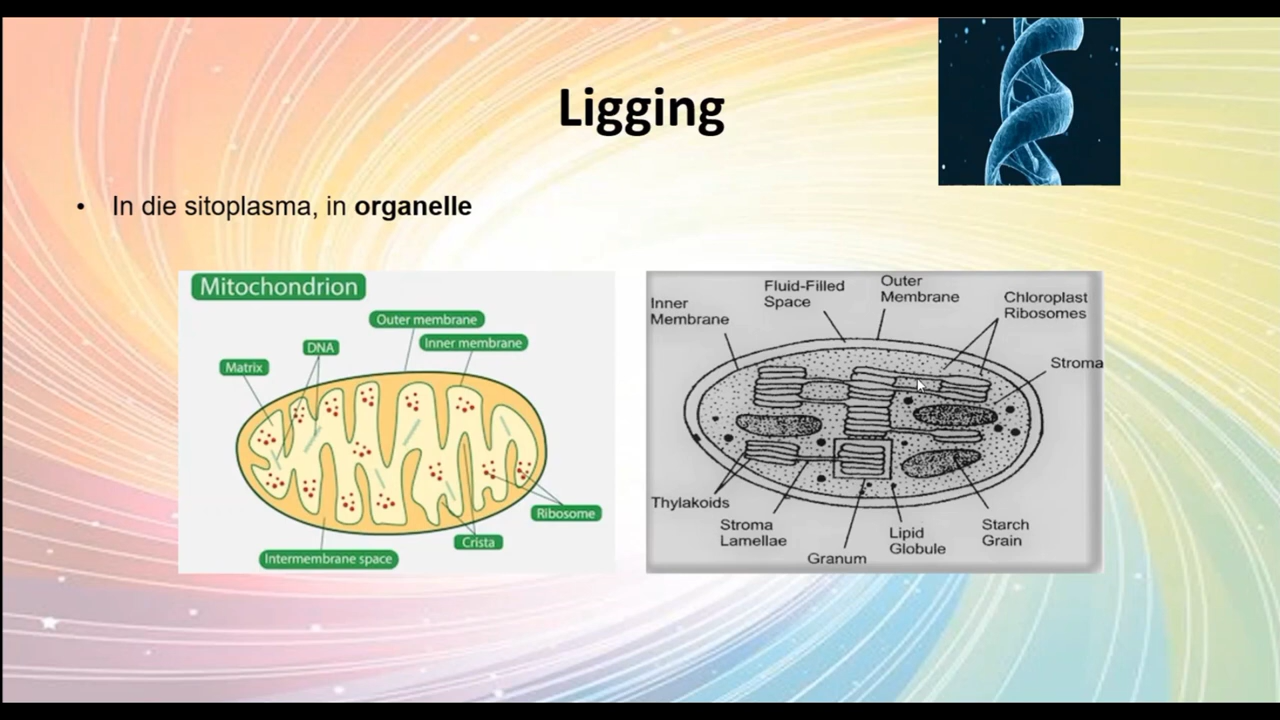 Ligging
• In die sitoplasma, in organelle
Mitochondrion
Outer membrane
Inner membrane
DNA
Matrix
Ribosome
Crista
Intermembrane space
Fluid-Filled
Space
Outer
Membrane
Inner
Membrane
Chloroplast
Ribosomes
Stroma
Thylakoids
Stroma
Lamellae
Granum
Lipid
Globule
Starch
Grain